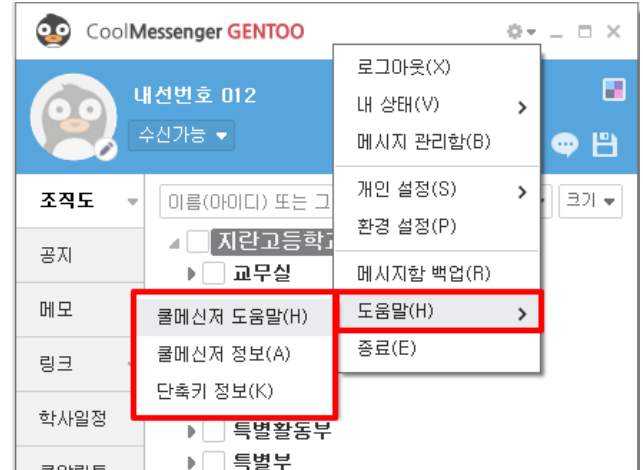 CoolMessenger GENTOO
로그아웃(X)
내선번호 012
내 상태(V)
수신가능
메시지 관리함(B)
조직도
이름(아이디) 또는 그
개인 설정(S)
크기
환경 설정(P)
지란고등학교
공지
교무실
메시지함 백업(R)
메모
쿨메신저 도움말(H)
도움말(H)
링크
쿨메신저 정보(A)
종료(E)
단축키 정보(K)
학사일정
특별활동부
특별부